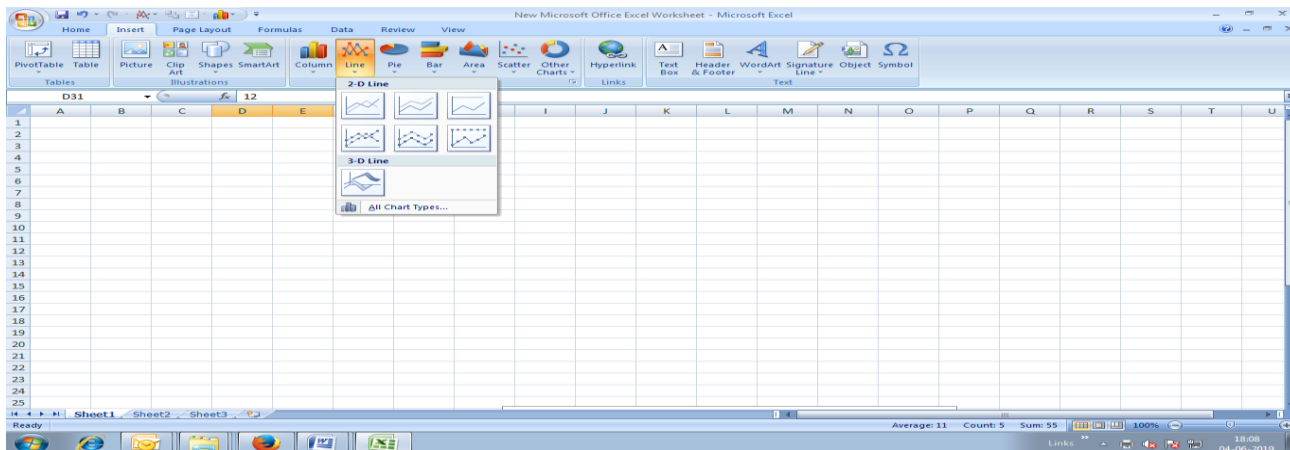 New Microsoft Office Excel Worksheet - Microsoft Excel
Home Insert Page Layout Formulas Data Review View
PivotTable Table Picture Clip Art Shapes SmartArt Column Line Pie Bar Area Scatter Other Charts Hyperlink Text Box Header & Footer WordArt Signature Line Object Symbol
Tables Illustrations Links Text
D31 fx 12
2-D Line
3-D Line
All Chart Types...
A B C D E I J K L M N O P Q R S T U
1
2
3
4
5
6
7
8
9
10
11
12
13
14
15
16
17
18
19
20
21
22
23
24
25
Sheet1 Sheet2 Sheet3
Ready Average: 11 Count: 5 Sum: 55 100%
Links 18:08
04-06-2019